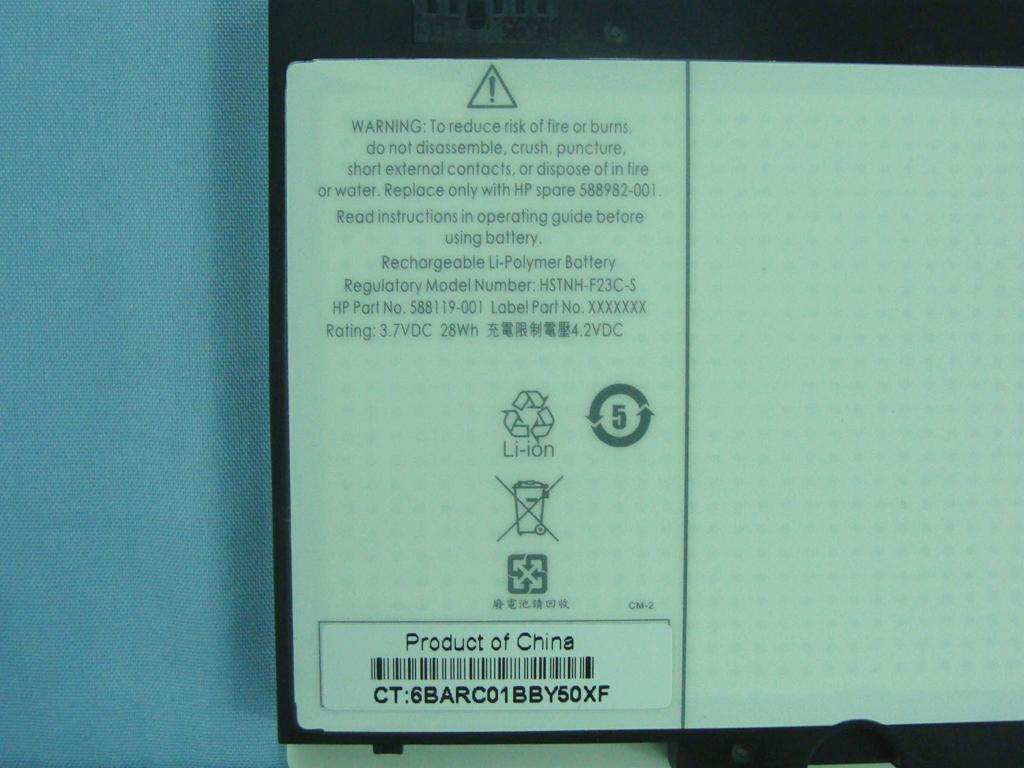 WARNING: To reduce risk of fire or burns,
do not disassemble, crush, puncture,
short external contacts, or dispose of in fire
or water. Replace only with HP spare 588982-001.
Read instructions in operating guide before
using battery.
Rechargeable Li-Polymer Battery
Regulatory Model Number: HSTNH-F23C-S
HP Part No. 588119-001 Label Part No. XXXXXXX
Rating: 3.7VDC 28Wh 充電限制電壓4.2VDC
5
Li-ion
廢電池請回收
CM-2
Product of China
CT:6BARC01BBY50XF